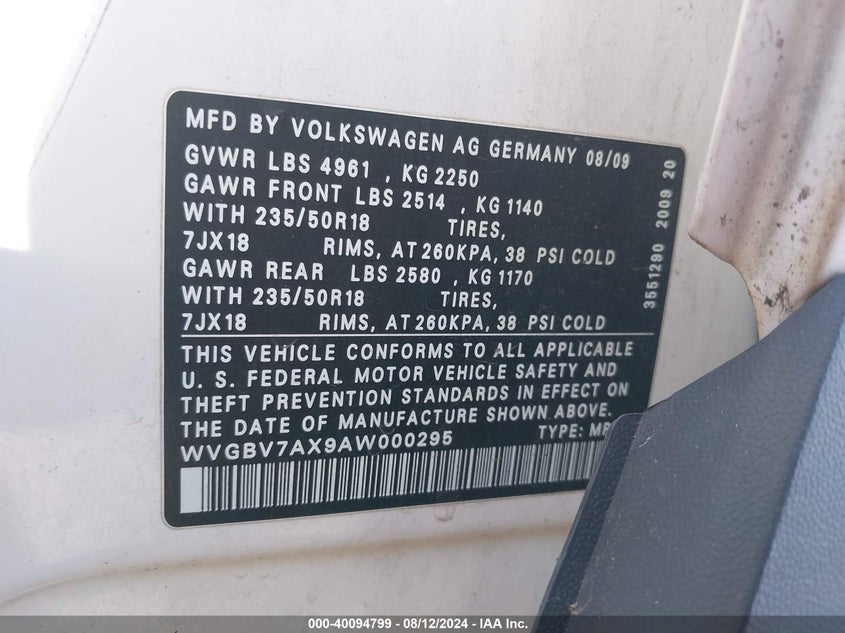 MFD BY VOLKSWAGEN AG GERMANY 08/09
GVWR LBS 4961 , KG 2250
GAWR FRONT LBS 2514 , KG 1140
WITH 235/50R18 TIRES,
7JX18 RIMS, AT 260KPA, 38 PSI COLD
GAWR REAR LBS 2580 , KG 1170
WITH 235/50R18 TIRES,
7JX18 RIMS, AT 260KPA, 38 PSI COLD
THIS VEHICLE CONFORMS TO ALL APPLICABLE
U. S. FEDERAL MOTOR VEHICLE SAFETY AND
THEFT PREVENTION STANDARDS IN EFFECT ON
THE DATE OF MANUFACTURE SHOWN ABOVE.
WVGBV7AX9AW000295 TYPE:
3551290 2009 20
000-40094799 - 08/12/2024 - IAA Inc.